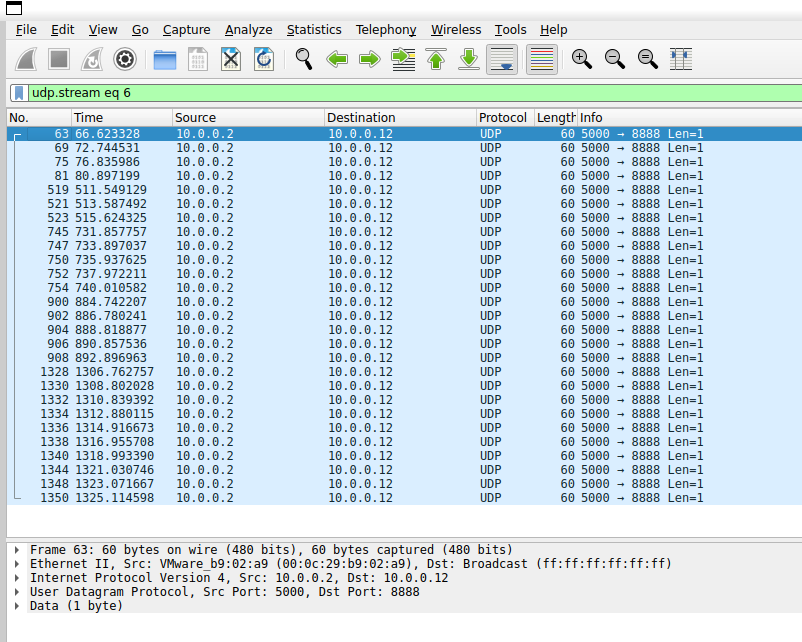 File Edit View Go Capture Analyze Statistics Telephony Wireless Tools Help
udp.stream eq 6
No. Time Source Destination Protocol Length Info
63 66.623328 10.0.0.2 10.0.0.12 UDP 60 5000 → 8888 Len=1
69 72.744531 10.0.0.2 10.0.0.12 UDP 60 5000 → 8888 Len=1
75 76.835986 10.0.0.2 10.0.0.12 UDP 60 5000 → 8888 Len=1
81 80.897199 10.0.0.2 10.0.0.12 UDP 60 5000 → 8888 Len=1
519 511.549129 10.0.0.2 10.0.0.12 UDP 60 5000 → 8888 Len=1
521 513.587492 10.0.0.2 10.0.0.12 UDP 60 5000 → 8888 Len=1
523 515.624325 10.0.0.2 10.0.0.12 UDP 60 5000 → 8888 Len=1
745 731.857757 10.0.0.2 10.0.0.12 UDP 60 5000 → 8888 Len=1
747 733.897037 10.0.0.2 10.0.0.12 UDP 60 5000 → 8888 Len=1
750 735.937625 10.0.0.2 10.0.0.12 UDP 60 5000 → 8888 Len=1
752 737.972211 10.0.0.2 10.0.0.12 UDP 60 5000 → 8888 Len=1
754 740.010582 10.0.0.2 10.0.0.12 UDP 60 5000 → 8888 Len=1
900 884.742207 10.0.0.2 10.0.0.12 UDP 60 5000 → 8888 Len=1
902 886.780241 10.0.0.2 10.0.0.12 UDP 60 5000 → 8888 Len=1
904 888.818877 10.0.0.2 10.0.0.12 UDP 60 5000 → 8888 Len=1
906 890.857536 10.0.0.2 10.0.0.12 UDP 60 5000 → 8888 Len=1
908 892.896963 10.0.0.2 10.0.0.12 UDP 60 5000 → 8888 Len=1
1328 1306.762757 10.0.0.2 10.0.0.12 UDP 60 5000 → 8888 Len=1
1330 1308.802028 10.0.0.2 10.0.0.12 UDP 60 5000 → 8888 Len=1
1332 1310.839392 10.0.0.2 10.0.0.12 UDP 60 5000 → 8888 Len=1
1334 1312.880115 10.0.0.2 10.0.0.12 UDP 60 5000 → 8888 Len=1
1336 1314.916673 10.0.0.2 10.0.0.12 UDP 60 5000 → 8888 Len=1
1338 1316.955708 10.0.0.2 10.0.0.12 UDP 60 5000 → 8888 Len=1
1340 1318.993390 10.0.0.2 10.0.0.12 UDP 60 5000 → 8888 Len=1
1344 1321.030746 10.0.0.2 10.0.0.12 UDP 60 5000 → 8888 Len=1
1348 1323.071667 10.0.0.2 10.0.0.12 UDP 60 5000 → 8888 Len=1
1350 1325.114598 10.0.0.2 10.0.0.12 UDP 60 5000 → 8888 Len=1
Frame 63: 60 bytes on wire (480 bits), 60 bytes captured (480 bits)
Ethernet II, Src: VMware_b9:02:a9 (00:0c:29:b9:02:a9), Dst: Broadcast (ff:ff:ff:ff:ff:ff)
Internet Protocol Version 4, Src: 10.0.0.2, Dst: 10.0.0.12
User Datagram Protocol, Src Port: 5000, Dst Port: 8888
Data (1 byte)